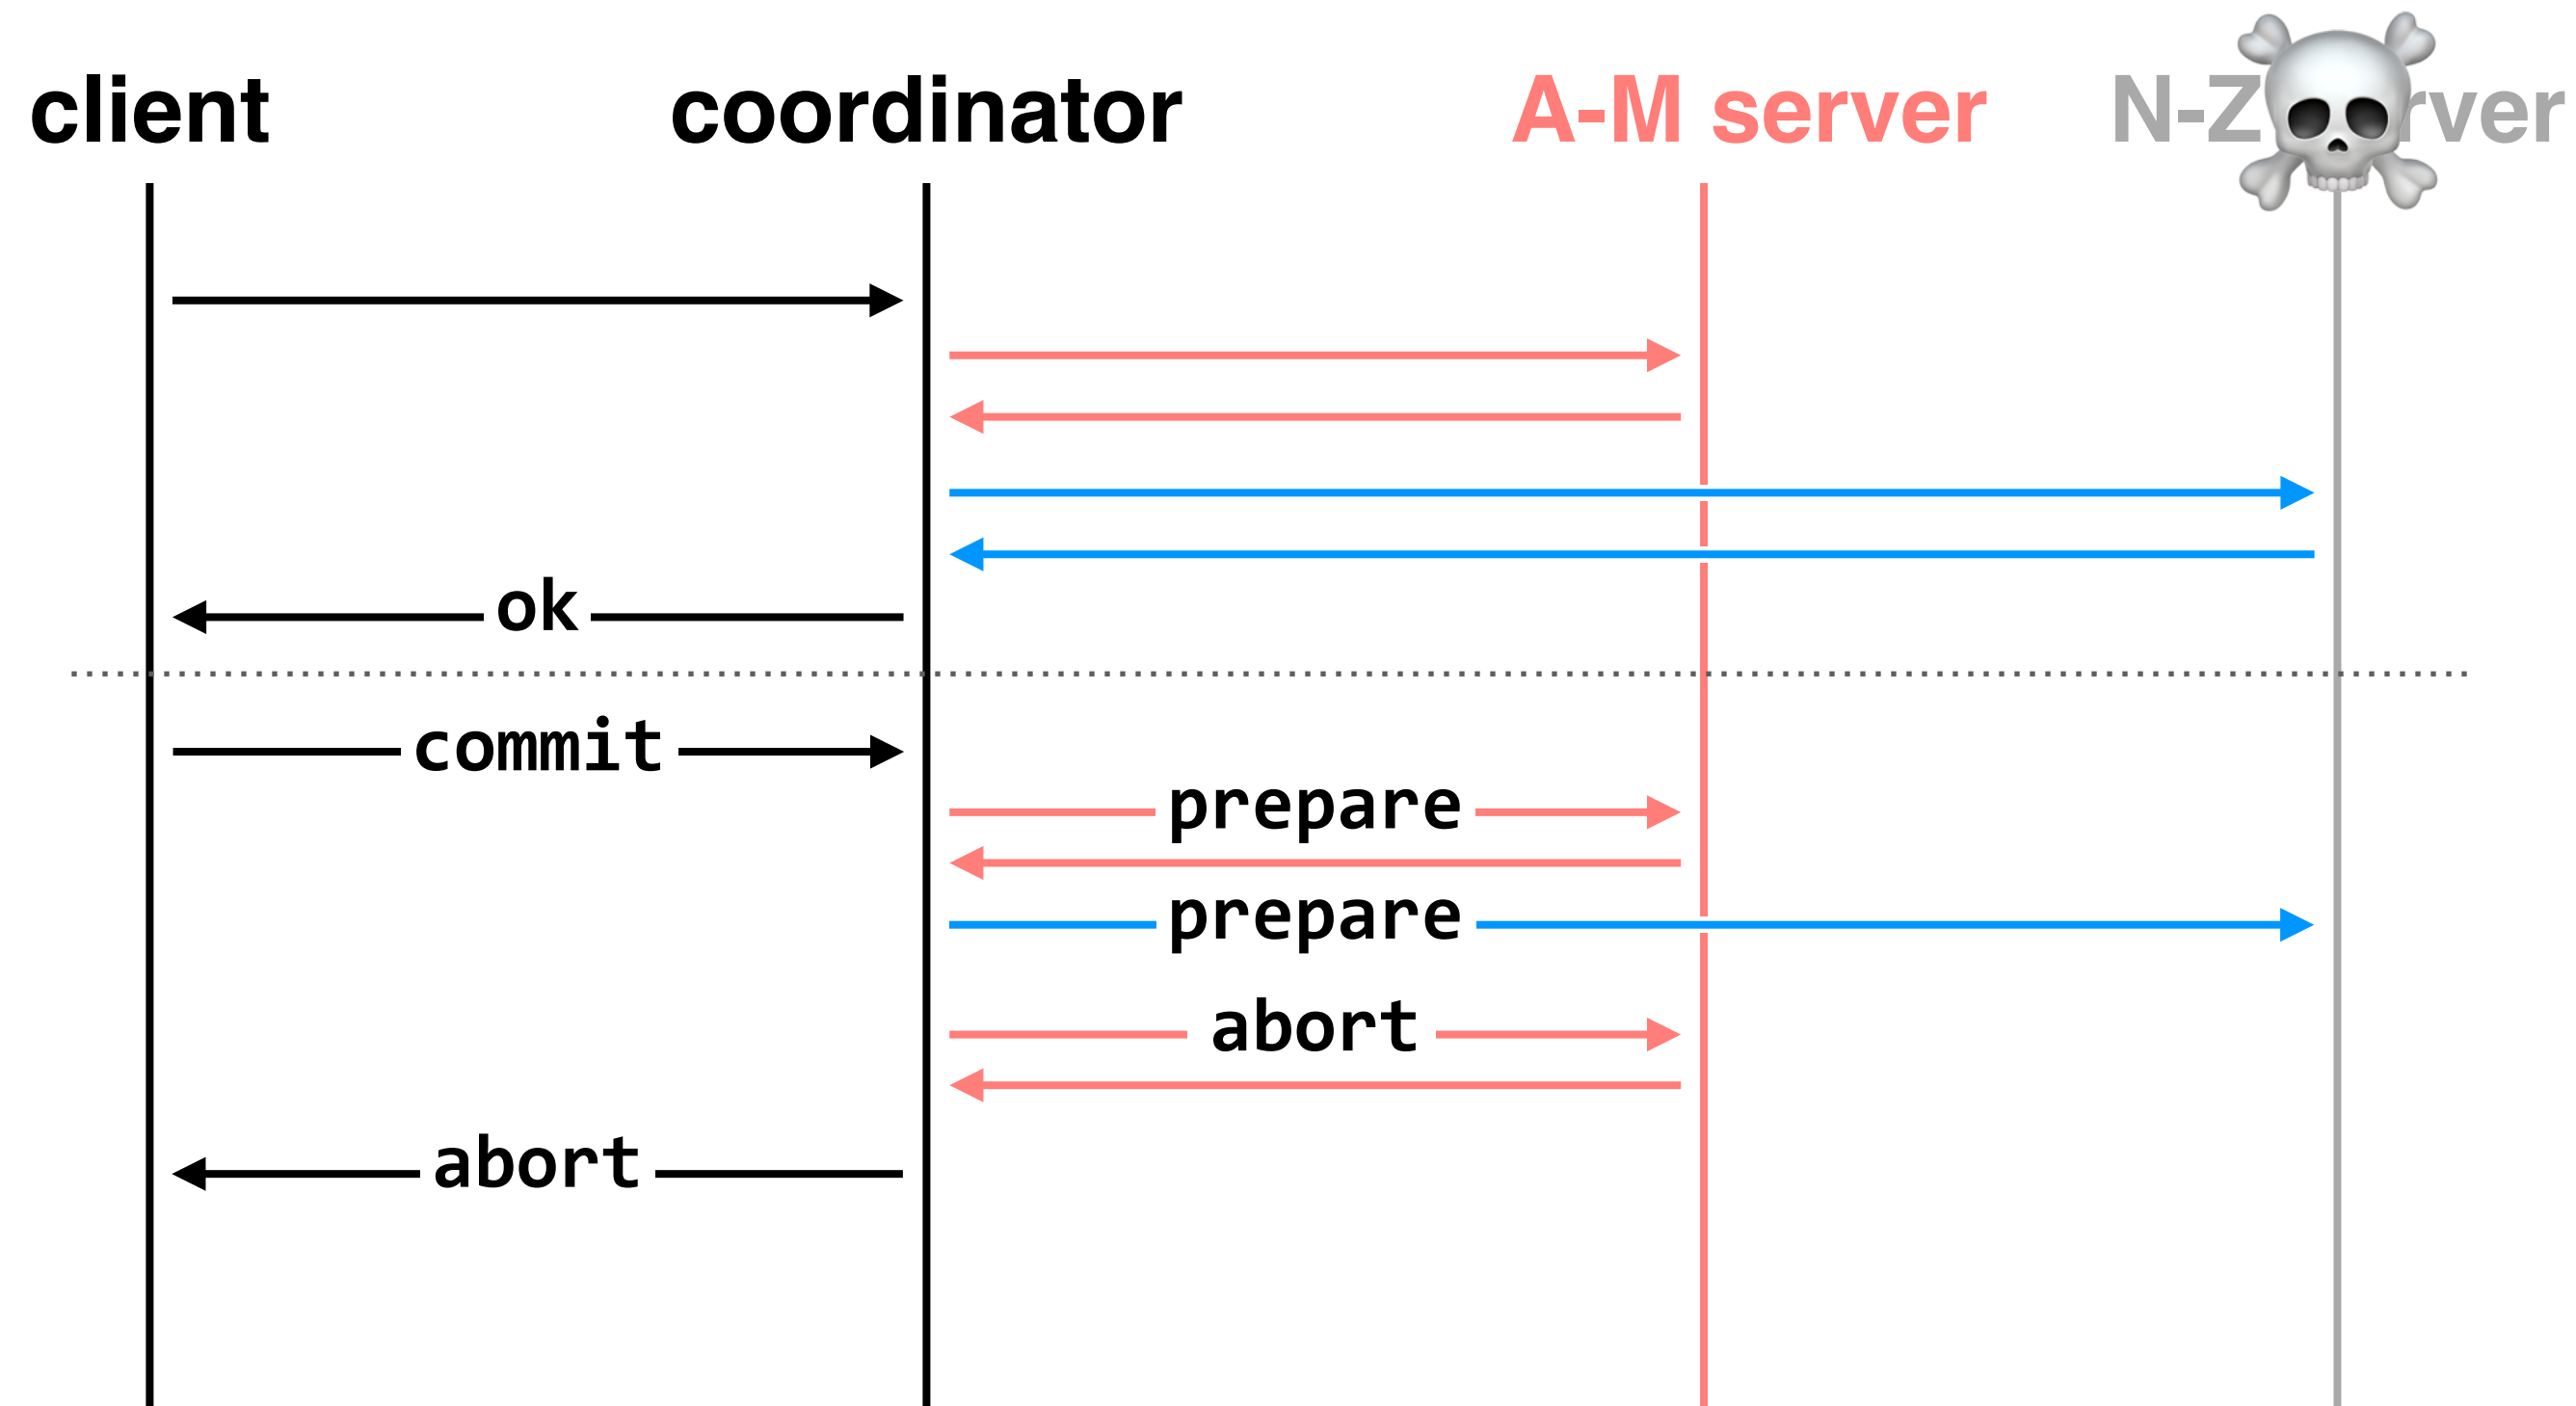 client coordinator A-M server N-Z rver
ok
commit
prepare
prepare
abort
abort